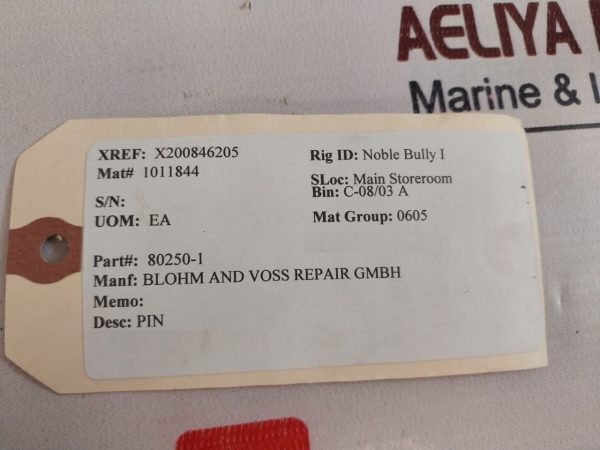 AELIYA
Marine &
XREF: X200846205
Mat# 1011844
S/N:
UOM: EA
Rig ID: Noble Bully I
SLoc: Main Storeroom
Bin: C-08/03 A
Mat Group: 0605
Part#: 80250-1
Manf: BLOHM AND VOSS REPAIR GMBH
Memo:
Desc: PIN